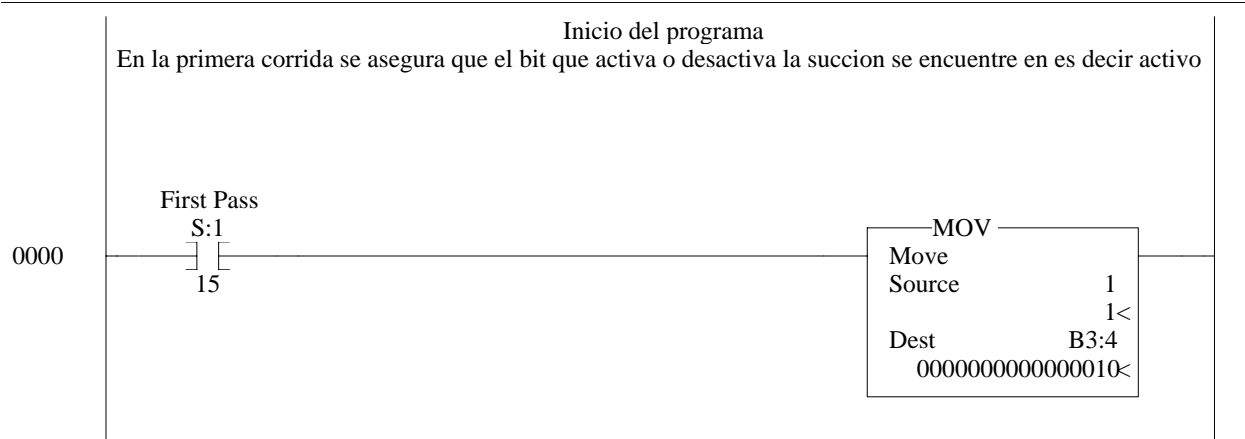 Inicio del programa
En la primera corrida se asegura que el bit que activa o desactiva la succion se encuentre en es decir activo
First Pass
S:1
MOV
0000
Move
15
Source 1
1<
Dest B3:4
0000000000000010<